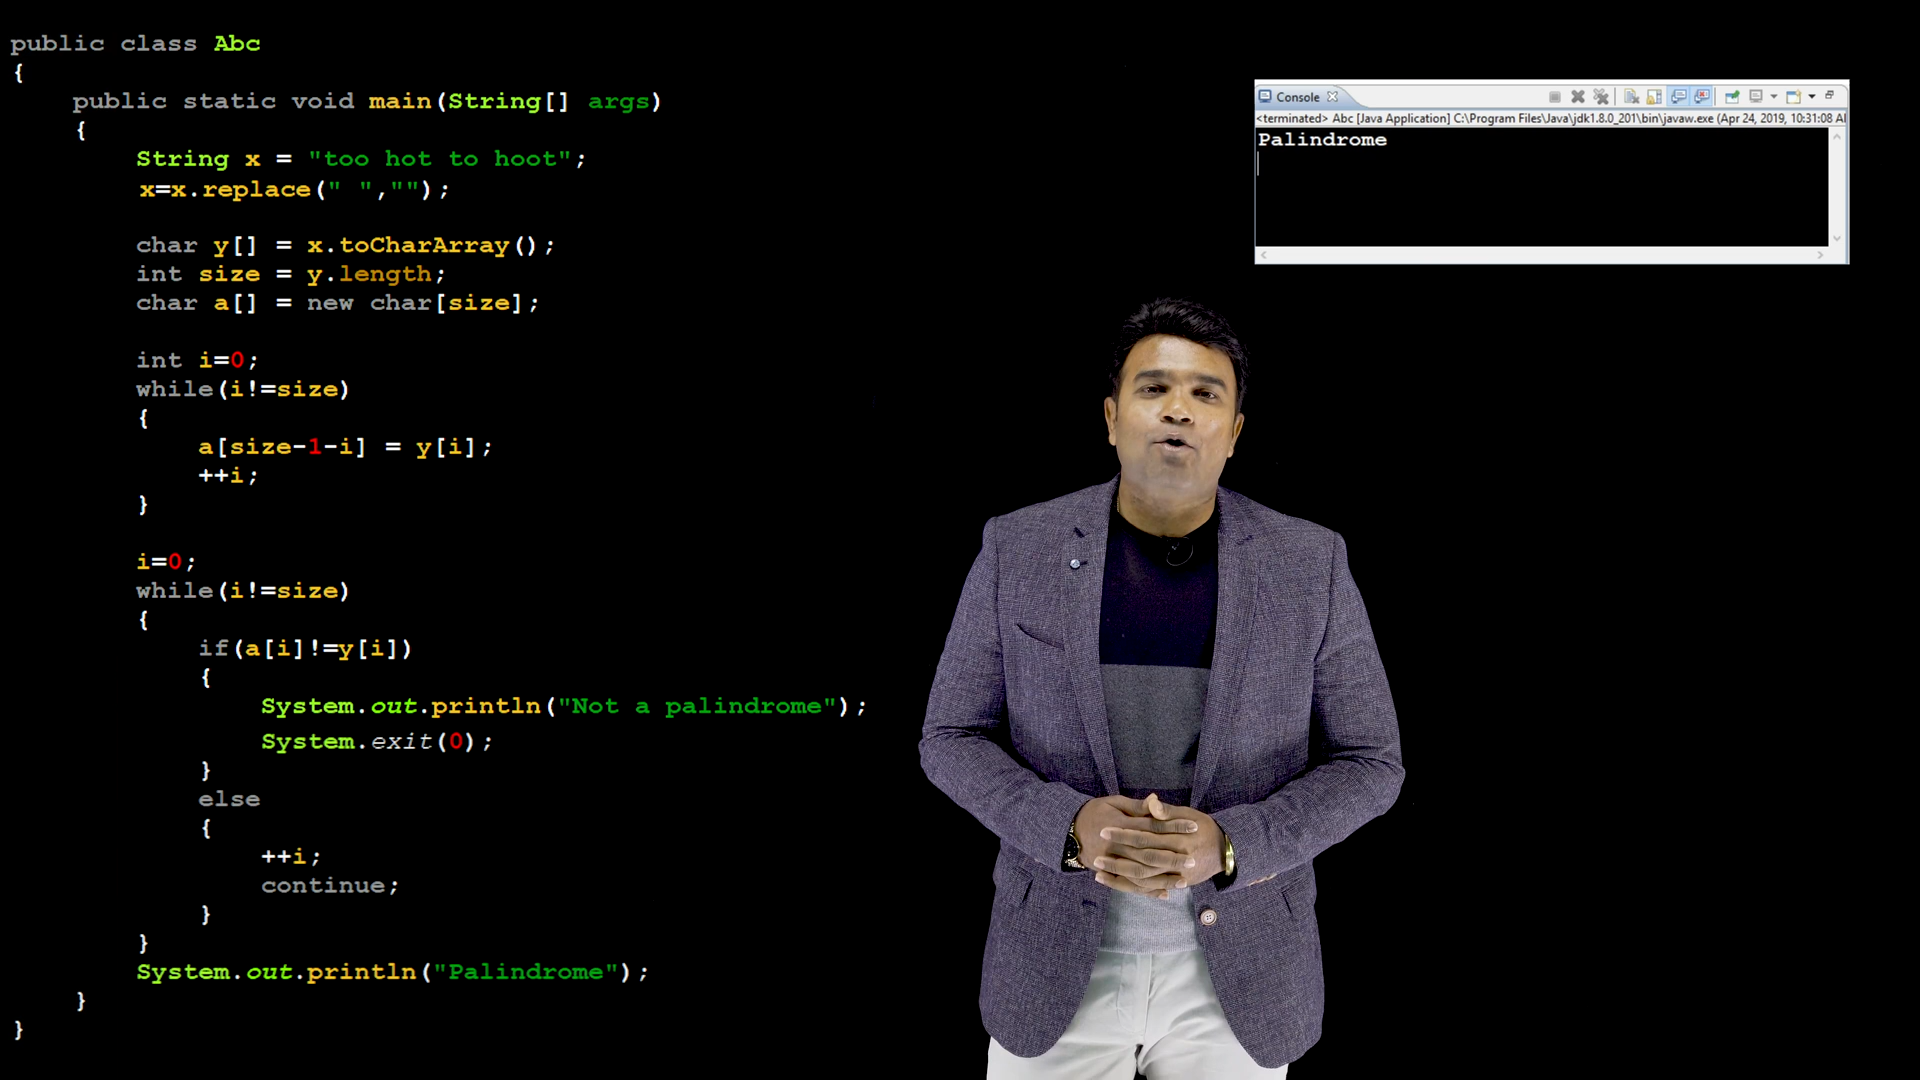 public class Abc
{
public static void main(String[] args)
{
String x = "too hot to hoot";
x=x.replace(" ","");
char y[] = x.toCharArray();
int size = y.length;
char a[] = new char[size];
int i=0;
while(i!=size)
{
a[size-1-i] = y[i];
++i;
}
i=0;
while(i!=size)
{
if(a[i]!=y[i])
{
System.out.println("Not a palindrome");
System.exit(0);
}
else
{
++i;
continue;
}
}
System.out.println("Palindrome");
}
}
Console
<terminated> Abc [Java Application] C:\Program Files\Java\jdk1.8.0_201\bin\javaw.exe (Apr 24, 2019, 10:31:08 A
Palindrome